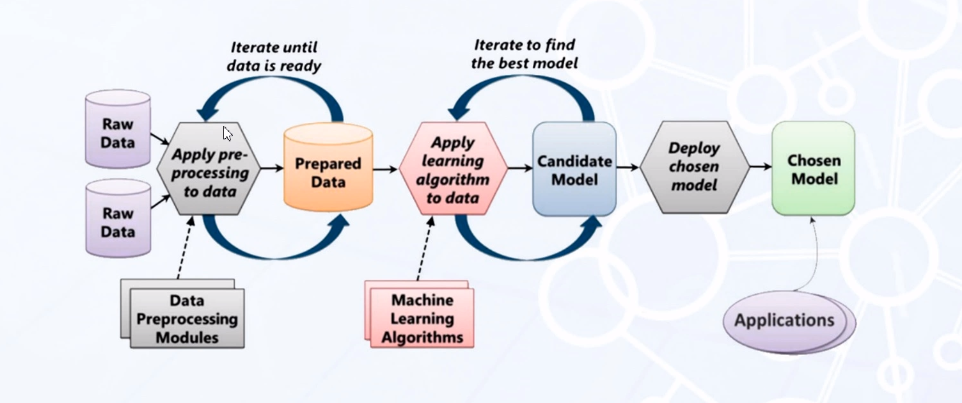 Iterate until
data is ready
Iterate to find
the best model
Raw
Data
Raw
Data
Apply pre-
processing
to data
Prepared
Data
Apply
learning
algorithm
to data
Candidate
Model
Deploy
chosen
model
Chosen
Model
Data
Preprocessing
Modules
Machine
Learning
Algorithms
Applications